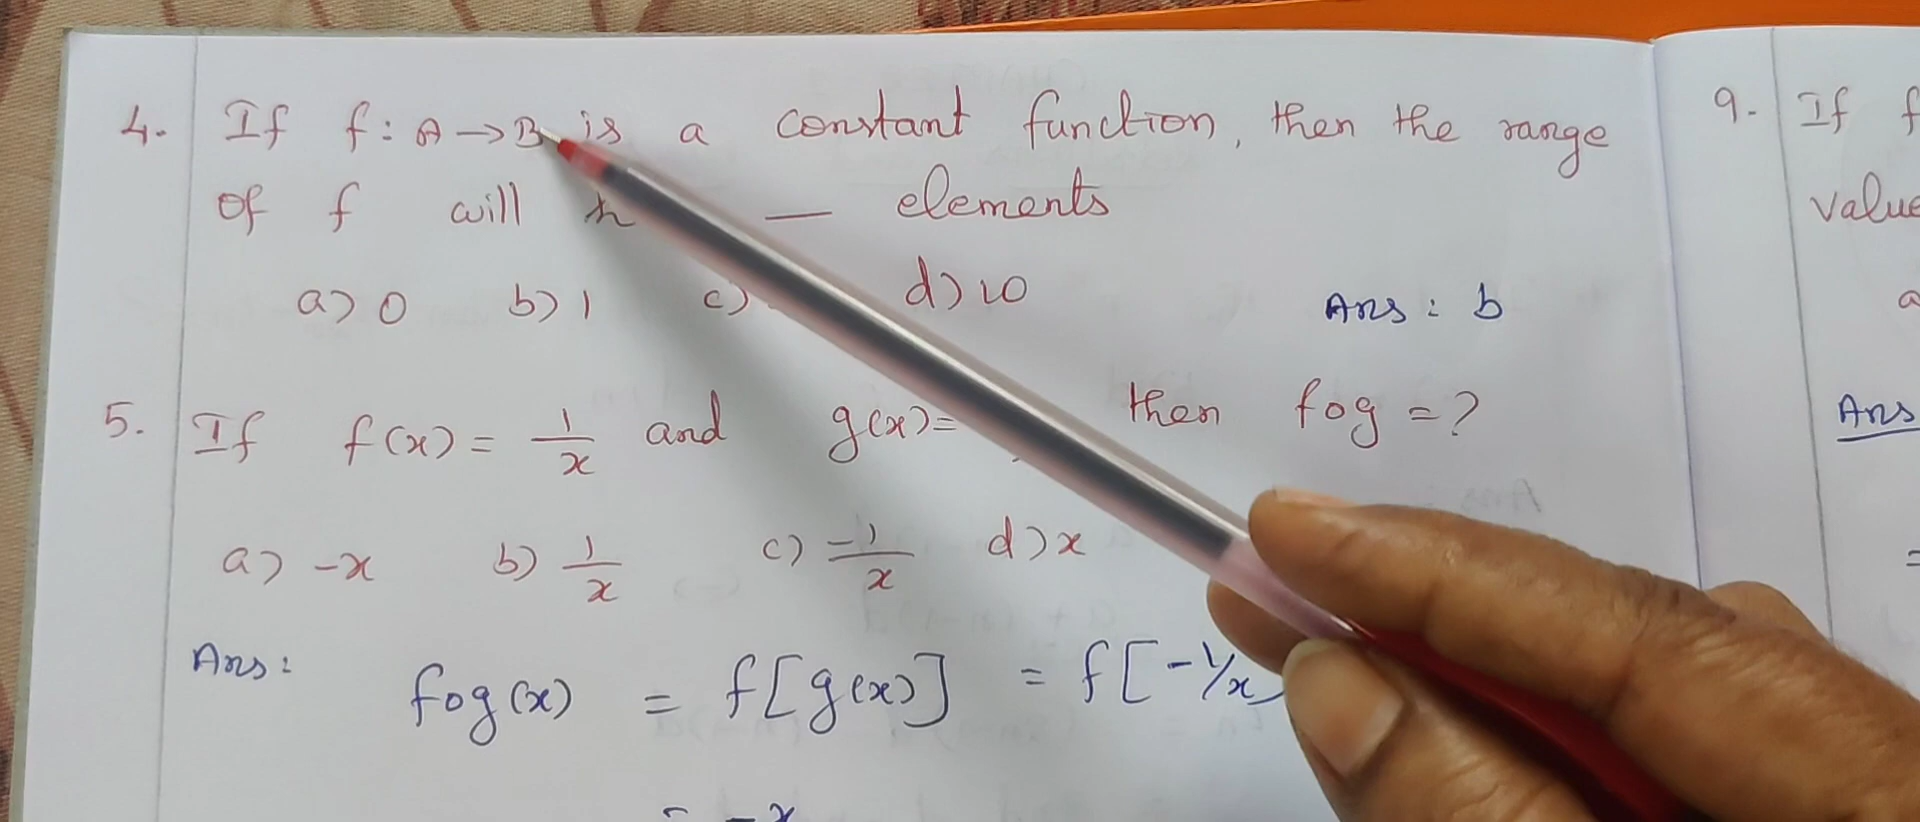 4. If f: A → B is a constant function, then the range
of f will — elements
a) 0 b) 1 c) d) 10 Ans: b
5. If f(x) = 1/x and g(x) = then fog = ?
a) -x b) 1/x c) -1/x d) x
Ans: fog(x) = f[g(x)] = f[-1/x
= -x
9. If f
value
a
Ans
=